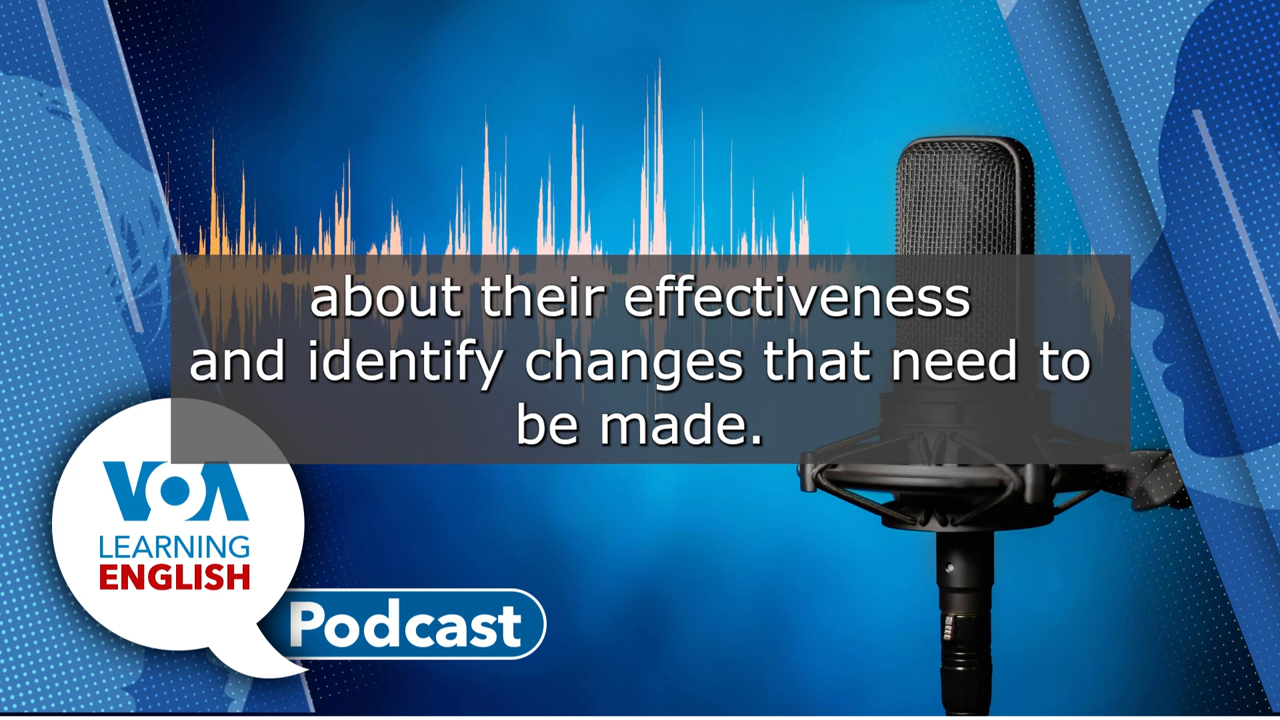 about their effectiveness
and identify changes that need to
be made.
VOA
LEARNING
ENGLISH
Podcast